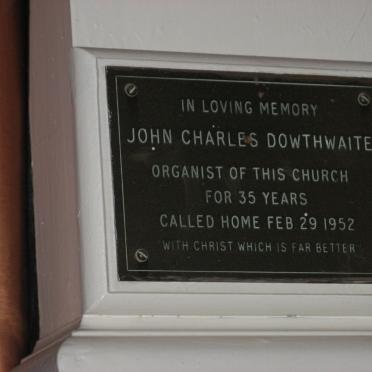 IN LOVING MEMORY
JOHN CHARLES DOWTHWAITE
ORGANIST OF THIS CHURCH
FOR 35 YEARS
CALLED HOME FEB. 29 1952
"WITH CHRIST WHICH IS FAR BETTER"